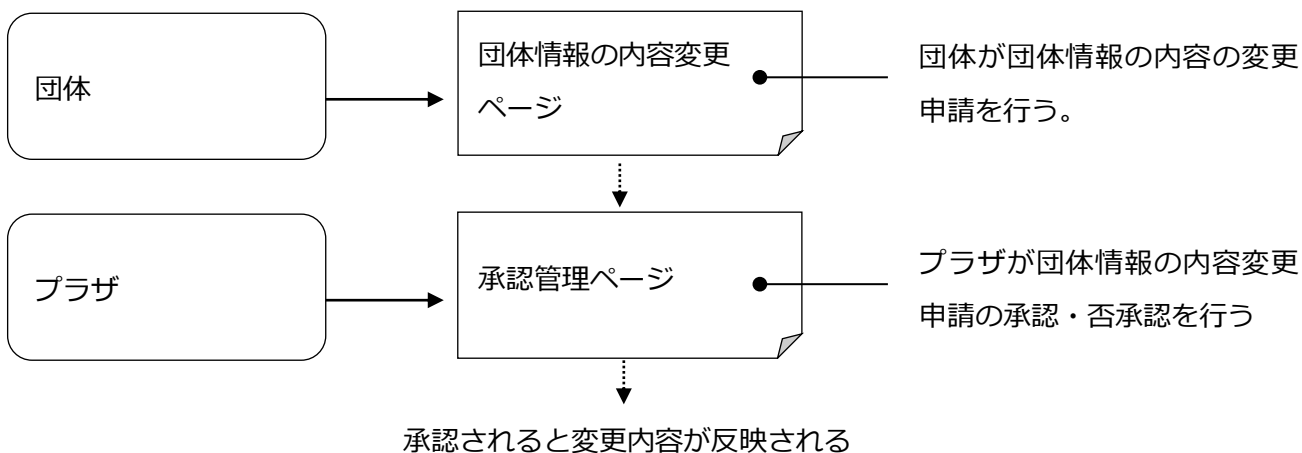 団体
団体情報の内容変更
ページ
団体が団体情報の内容の変更
申請を行う。
プラザ
承認管理ページ
プラザが団体情報の内容変更
申請の承認・否承認を行う
承認されると変更内容が反映される